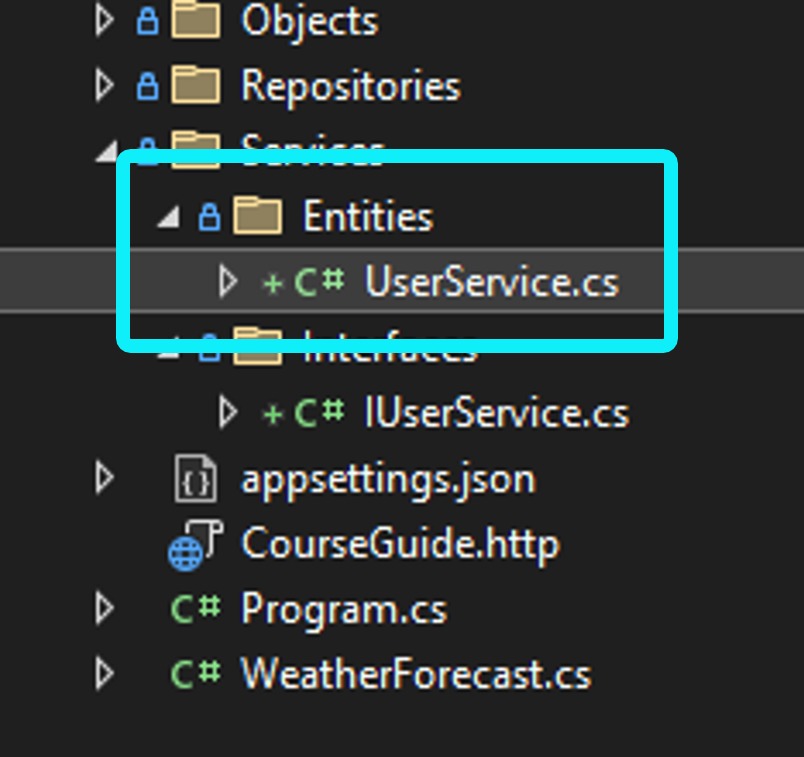 Objects
Repositories
Services
Entities
C# UserService.cs
Interfaces
C# IUserService.cs
appsettings.json
CourseGuide.http
C# Program.cs
C# WeatherForecast.cs